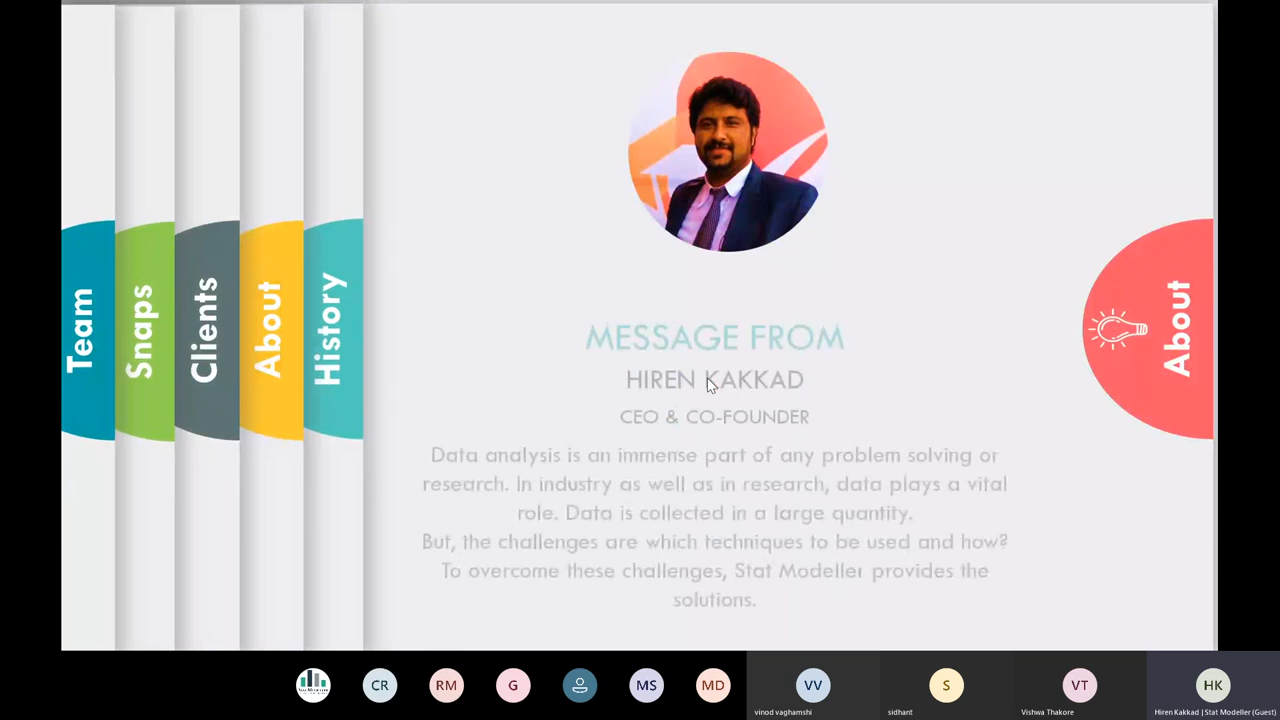 Team
Snaps
Clients
About
History
MESSAGE FROM
HIREN KAKKAD
CEO & CO-FOUNDER
Data analysis is an immense part of any problem solving or
research. In industry as well as in research, data plays a vital
role. Data is collected in a large quantity.
But, the challenges are which techniques to be used and how?
To overcome these challenges, Stat Modeller provides the
solutions.
About
CR
RM
G
MS
MD
VV
S
VT
HK
vinod vaghamshi
sidhant
Vishwa Thakore
Hiren Kakkad | Stat Modeller (Guest)